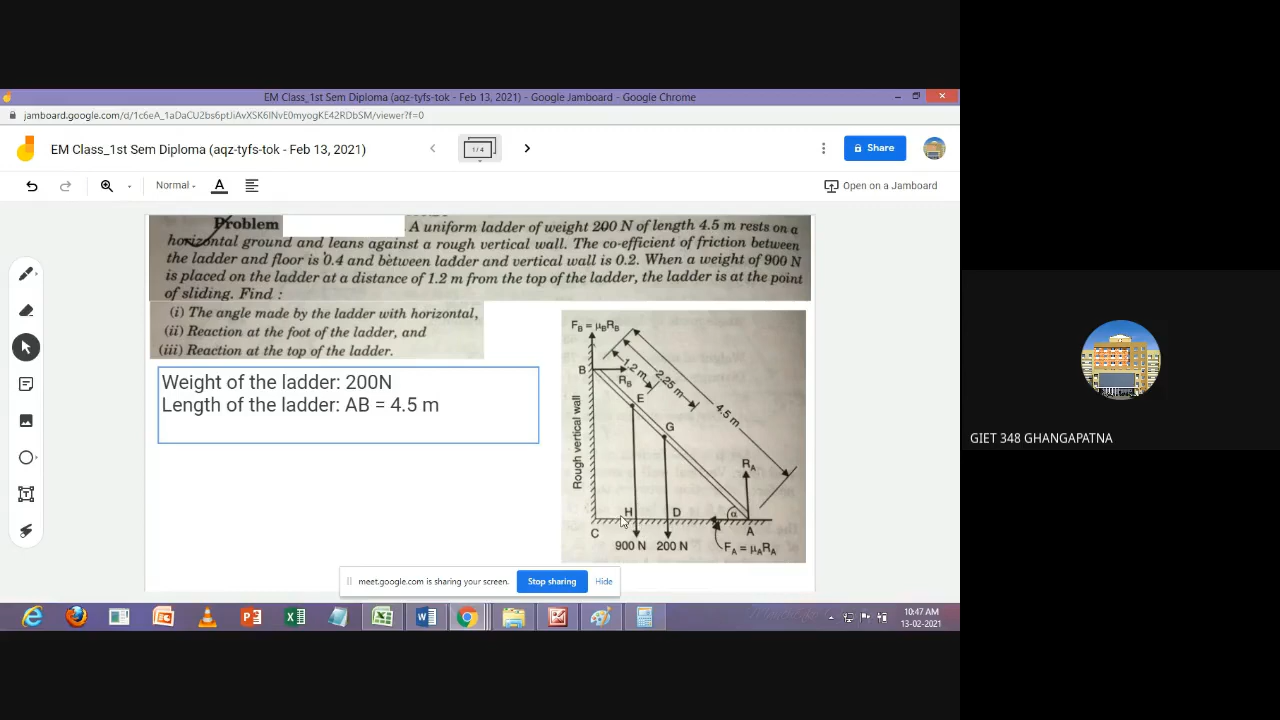 EM Class_1st Sem Diploma (aqz-tyfs-tok - Feb 13, 2021) - Google Jamboard - Google Chrome
jamboard.google.com/d/1c6eA_1aDaCU2bs6ptJiAvXSK6INvE0myogKE42RDbSM/viewer?f=0
EM Class_1st Sem Diploma (aqz-tyfs-tok - Feb 13, 2021)
1/4
Share
Normal
Open on a Jamboard
Problem A uniform ladder of weight 200 N of length 4.5 m rests on a
horizontal ground and leans against a rough vertical wall. The co-efficient of friction between
the ladder and floor is 0.4 and between ladder and vertical wall is 0.2. When a weight of 900 N
is placed on the ladder at a distance of 1.2 m from the top of the ladder, the ladder is at the point
of sliding. Find :
(i) The angle made by the ladder with horizontal,
(ii) Reaction at the foot of the ladder, and
(iii) Reaction at the top of the ladder.
Weight of the ladder: 200N
Length of the ladder: AB = 4.5 m
F_B = μ_B R_B
B
R_B
1.2 m
2.25 m
4.5 m
E
G
Rough vertical wall
R_A
H
D
α
C
A
900 N
200 N
F_A = μ_A R_A
meet.google.com is sharing your screen.
Stop sharing
Hide
GIET 348 GHANGAPATNA
10:47 AM
13-02-2021